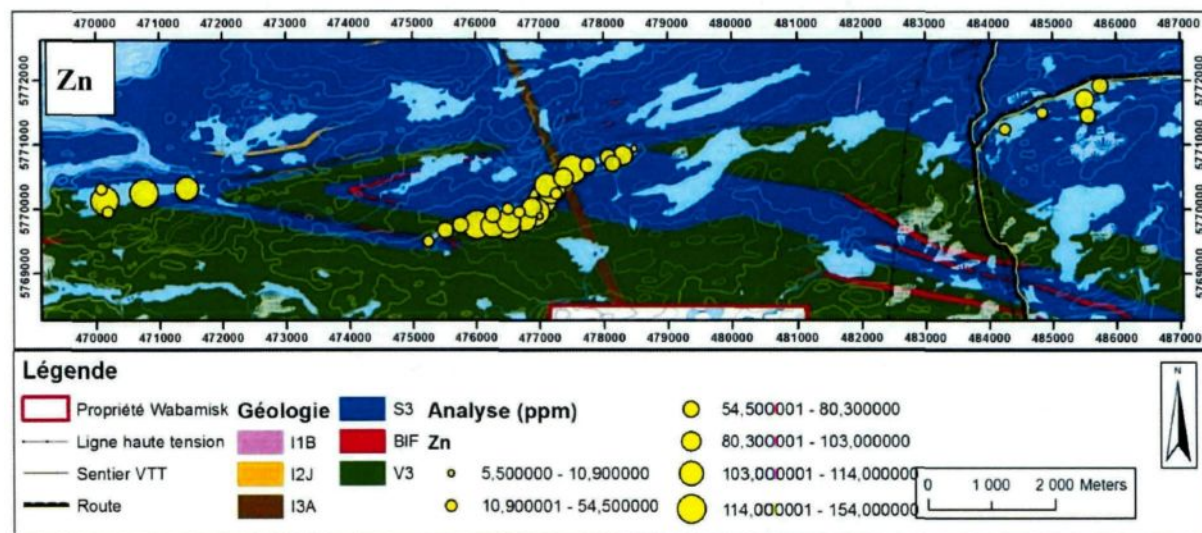 470000 471000 472000 473000 474000 475000 476000 477000 478000 479000 480000 481000 482000 483000 484000 485000 486000 487000
Zn
5772000 5772000
5771000 5771000
5770000 5770000
5769000 5769000
470000 471000 472000 473000 474000 475000 476000 477000 478000 479000 480000 481000 482000 483000 484000 485000 486000 487000
Légende
Propriété Wabamisk
Ligne haute tension
Sentier VTT
Route
Géologie
I1B
I2J
I3A
S3
BIF
V3
Analyse (ppm)
Zn
5,500000 - 10,900000
10,900001 - 54,500000
54,500001 - 80,300000
80,300001 - 103,000000
103,000001 - 114,000000
114,000001 - 154,000000
N
0 1 000 2 000 Meters